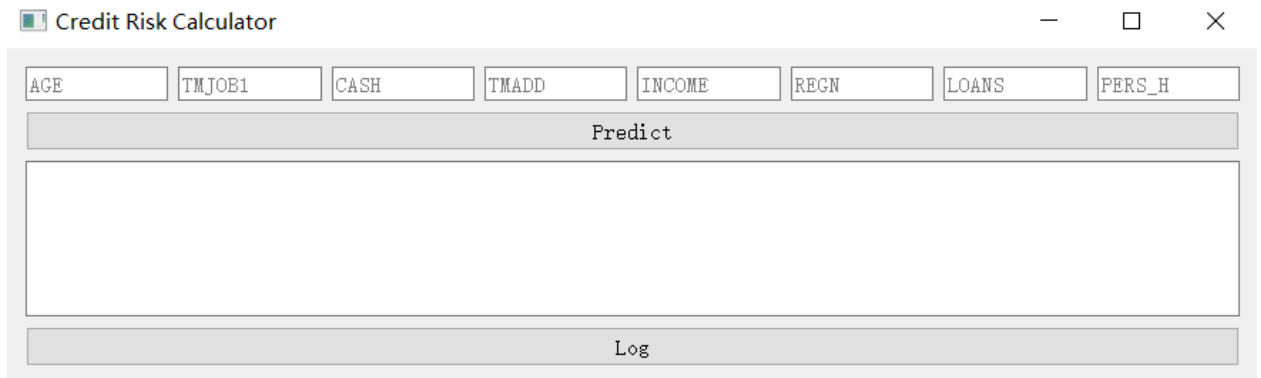 Credit Risk Calculator
AGE TMJOB1 CASH TMADD INCOME REGN LOANS PERS_H
Predict
Log